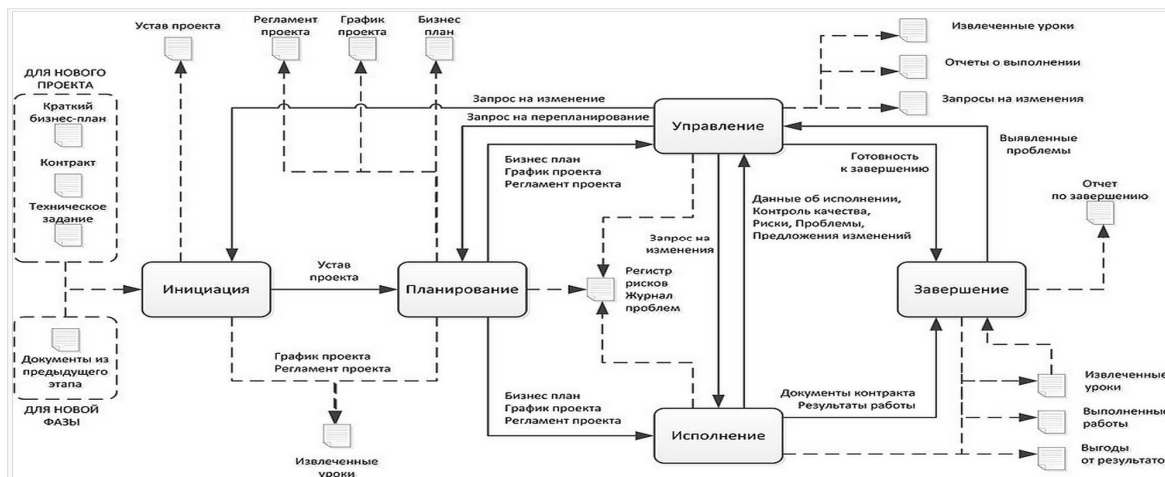 Устав проекта
Регламент
проекта
График
проекта
Бизнес
план
Извлеченные уроки
Отчеты о выполнении
Запросы на изменения
ДЛЯ НОВОГО
ПРОЕКТА
Краткий
бизнес-план
Контракт
Техническое
задание
Запрос на изменение
Запрос на перепланирование
Управление
Выявленные
проблемы
Бизнес план
График проекта
Регламент проекта
Готовность
к завершению
Данные об исполнении,
Контроль качества,
Риски, Проблемы,
Предложения изменений
Отчет
по завершению
Запрос на
изменения
Устав
проекта
Инициация
Планирование
Регистр
рисков
Журнал
проблем
Завершение
Документы из
предыдущего
этапа
ДЛЯ НОВОЙ
ФАЗЫ
График проекта
Регламент проекта
Извлеченные
уроки
Бизнес план
График проекта
Регламент проекта
Исполнение
Документы контракта
Результаты работы
Извлеченные
уроки
Выполненные
работы
Выгоды
от результато